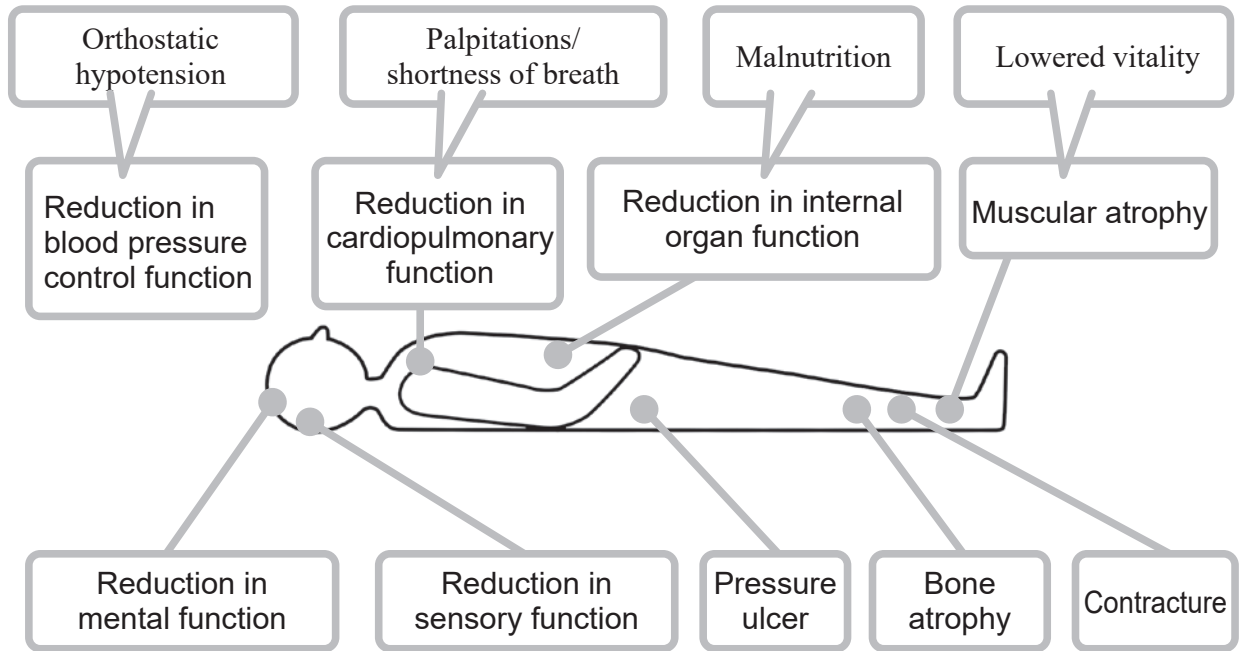 Orthostatic
hypotension
Palpitations/
shortness of breath
Malnutrition
Lowered vitality
Reduction in
blood pressure
control function
Reduction in
cardiopulmonary
function
Reduction in internal
organ function
Muscular atrophy
Reduction in
mental function
Reduction in
sensory function
Pressure
ulcer
Bone
atrophy
Contracture